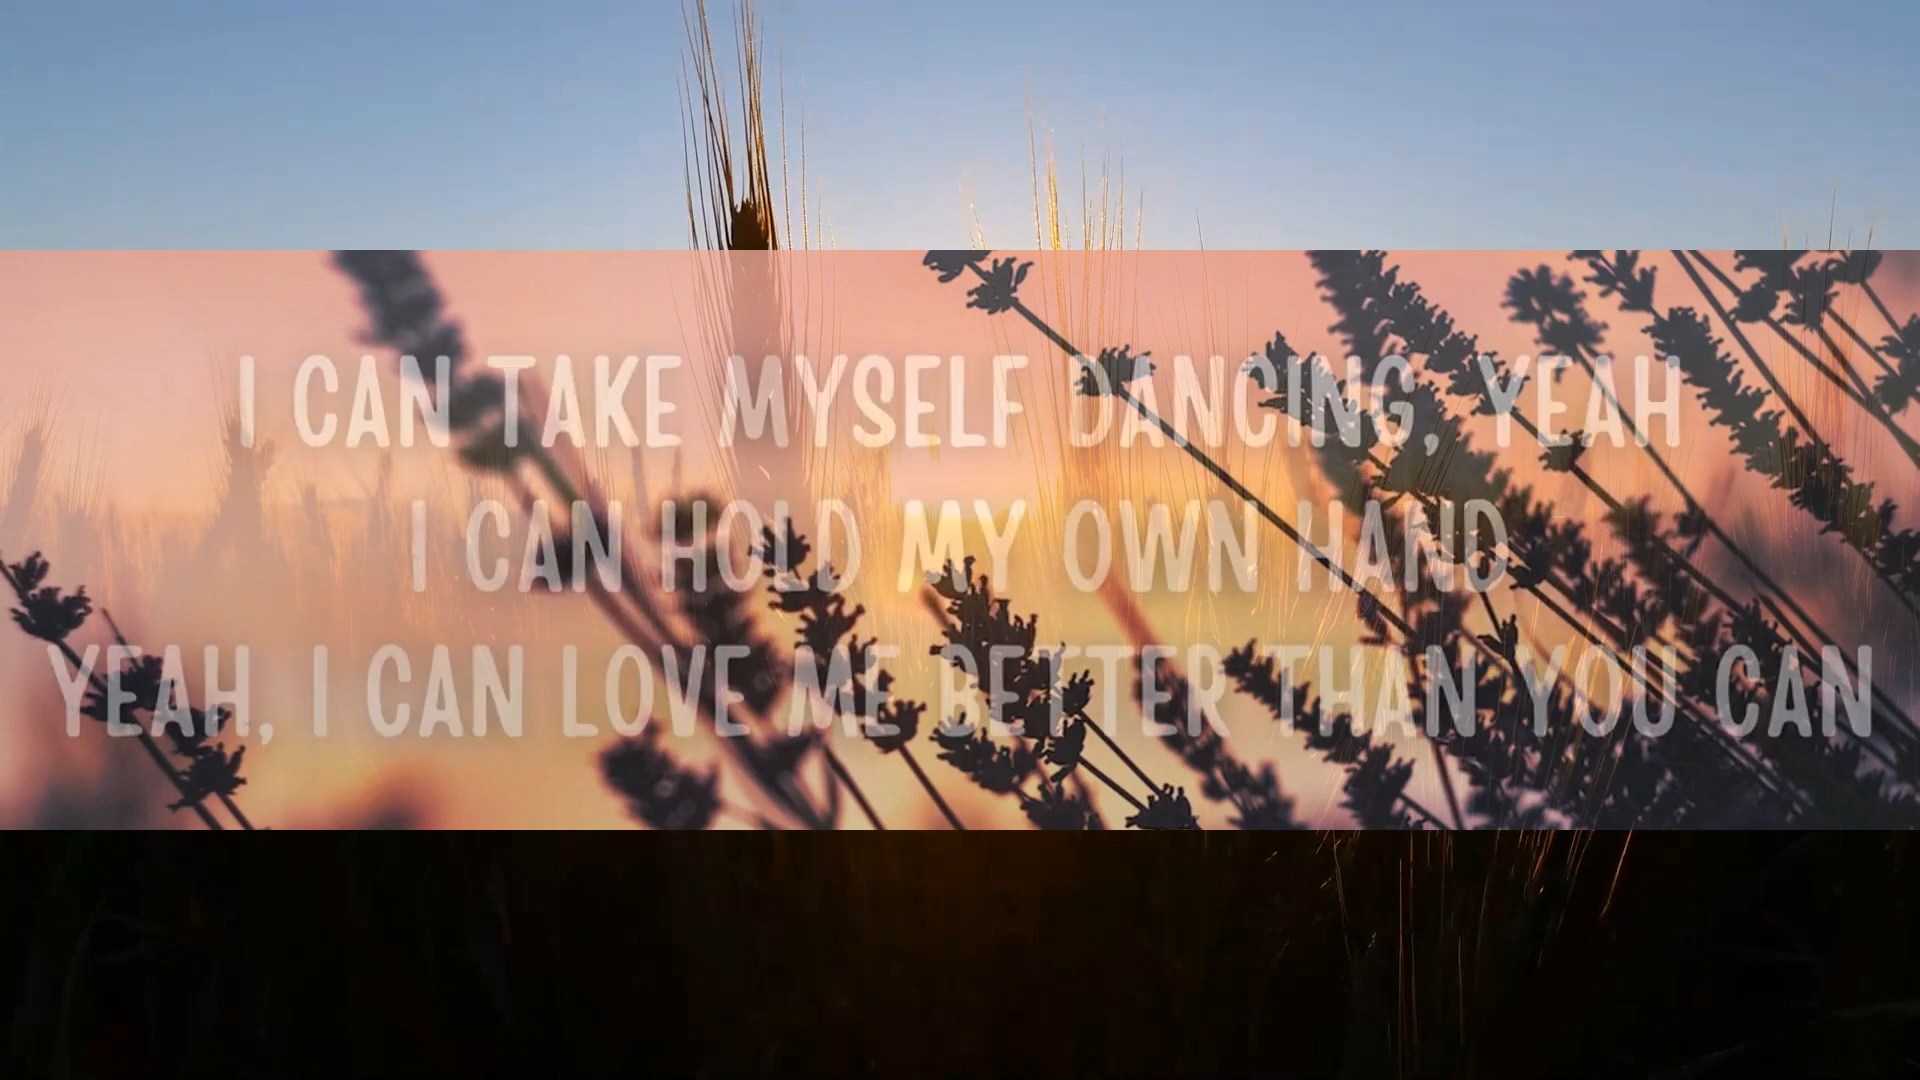 I CAN TAKE MYSELF DANCING, YEAH
I CAN HOLD MY OWN HAND
YEAH, I CAN LOVE ME BETTER THAN YOU CAN